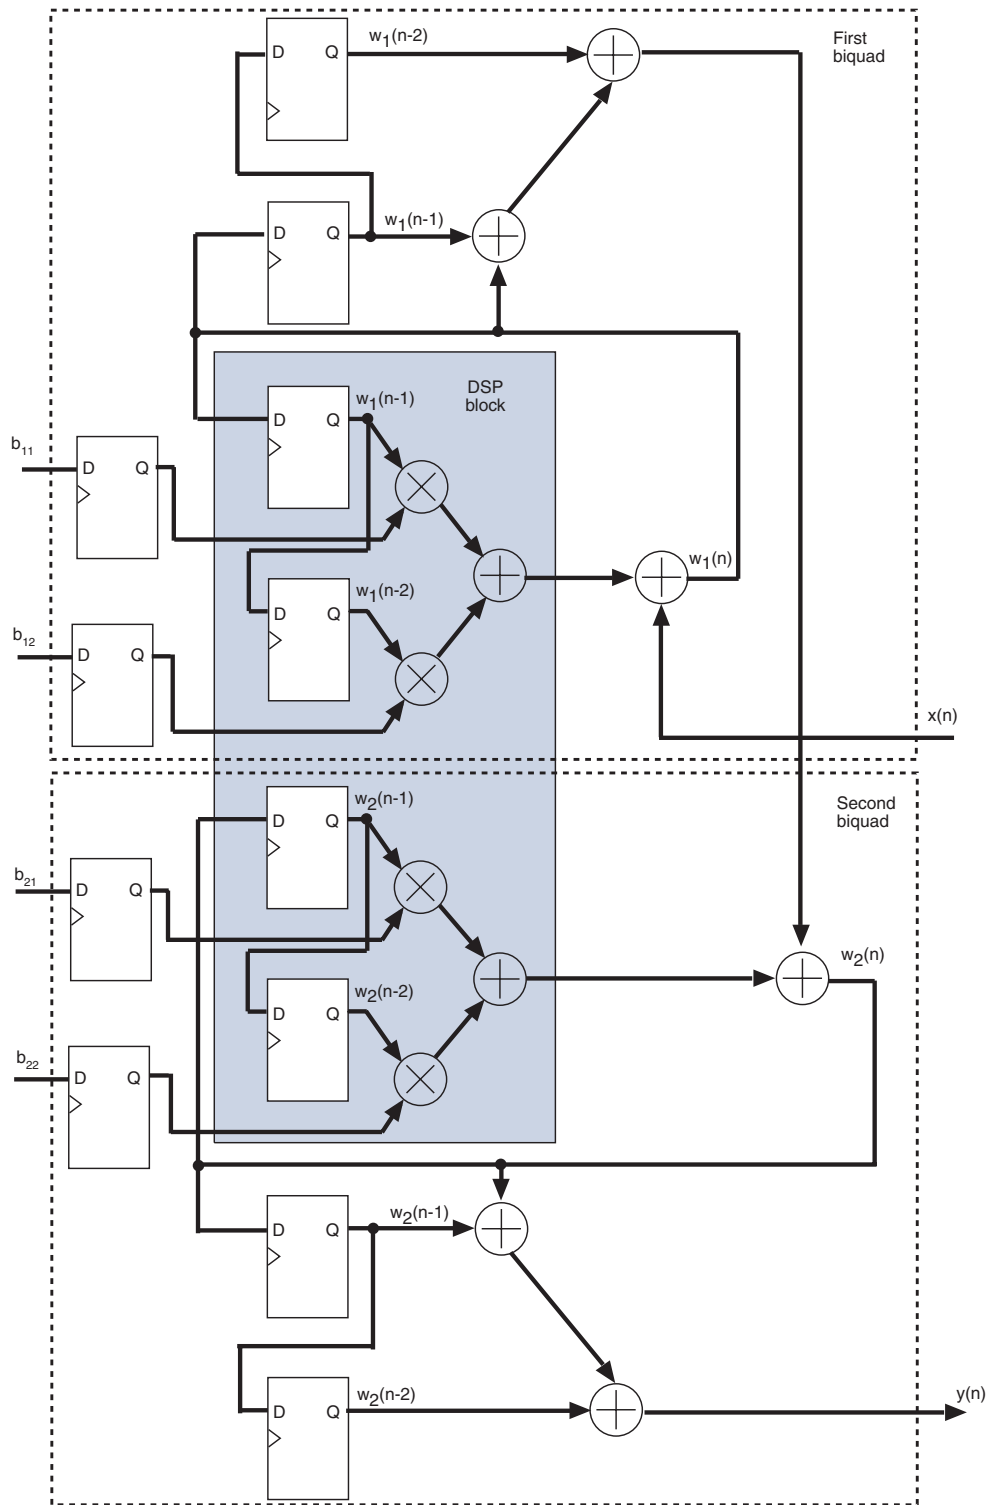 D Q w1(n-2) First
biquad
D Q w1(n-1)
DSP
block
D Q w1(n-1)
b11 D Q
w1(n)
D Q w1(n-2)
b12 D Q
x(n)
D Q w2(n-1) Second
biquad
b21 D Q
w2(n)
D Q w2(n-2)
b22 D Q
D Q w2(n-1)
D Q w2(n-2)
y(n)